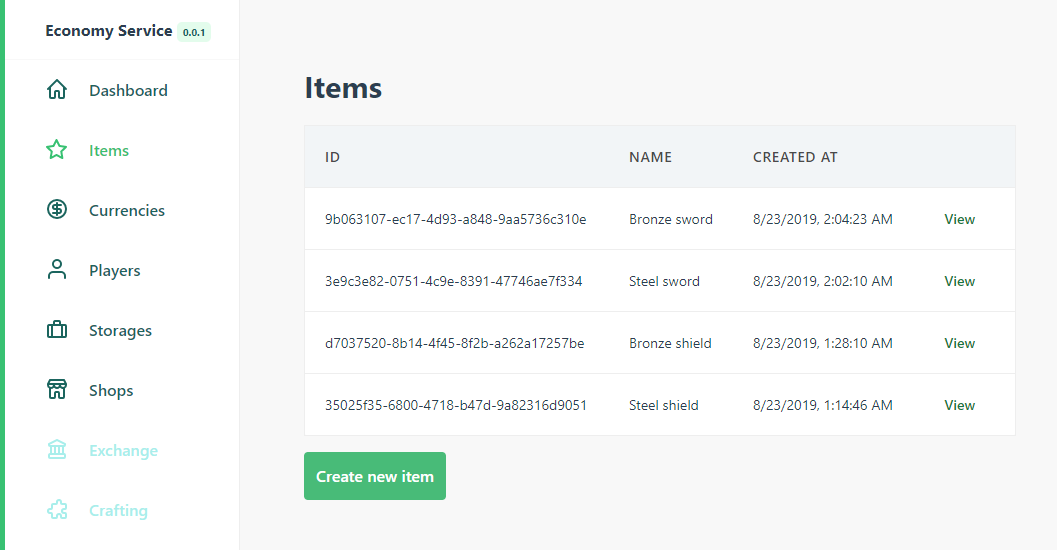 Economy Service 0.0.1
Dashboard
Items
Currencies
Players
Storages
Shops
Exchange
Crafting
Items
ID NAME CREATED AT
9b063107-ec17-4d93-a848-9aa5736c310e Bronze sword 8/23/2019, 2:04:23 AM View
3e9c3e82-0751-4c9e-8391-47746ae7f334 Steel sword 8/23/2019, 2:02:10 AM View
d7037520-8b14-4f45-8f2b-a262a17257be Bronze shield 8/23/2019, 1:28:10 AM View
35025f35-6800-4718-b47d-9a82316d9051 Steel shield 8/23/2019, 1:14:46 AM View
Create new item